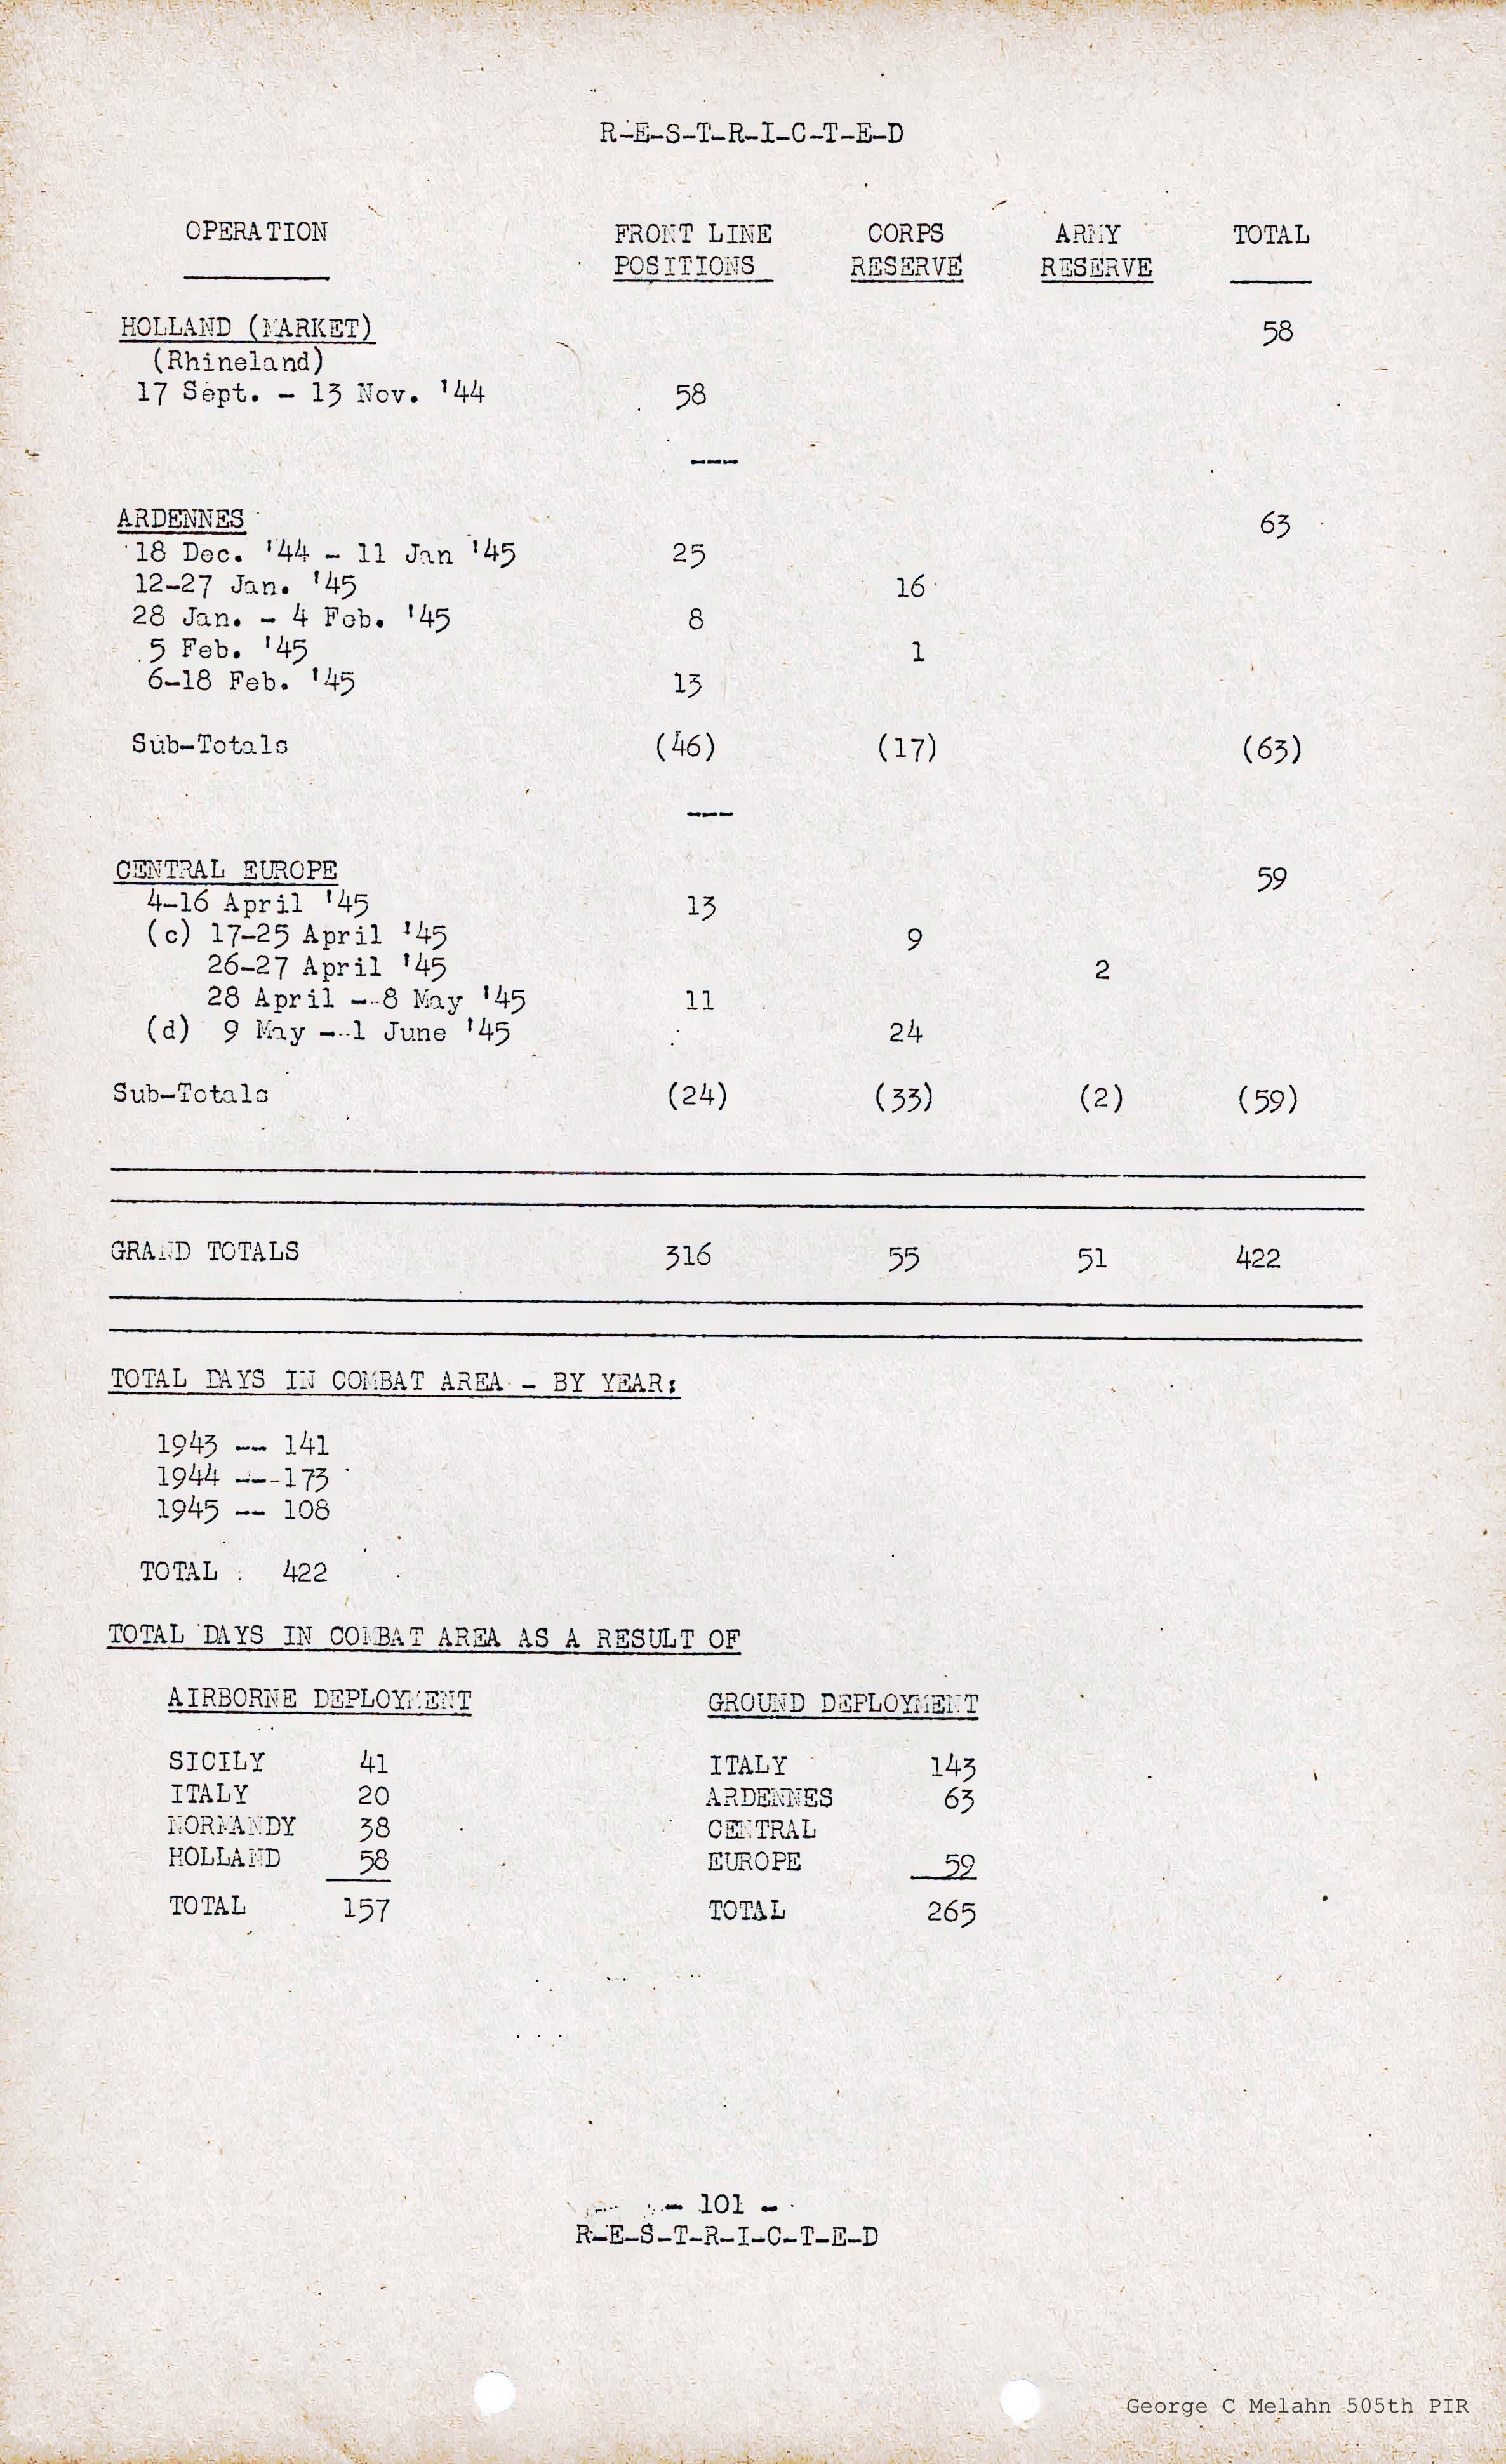 R-E-S-T-R-I-C-T-E-D
OPERATION FRONT LINE CORPS ARMY TOTAL
POSITIONS RESERVE RESERVE
HOLLAND (MARKET) 58
(Rhineland)
17 Sept. - 13 Nov. '44 58
---
ARDENNES 63
18 Dec. '44 - 11 Jan '45 25
12-27 Jan. '45 16
28 Jan. - 4 Feb. '45 8
5 Feb. '45 1
6-18 Feb. '45 13
Sub-Totals (46) (17) (63)
---
CENTRAL EUROPE 59
4-16 April '45 13
(c) 17-25 April '45 9
26-27 April '45 2
28 April -- 8 May '45 11
(d) 9 May -- 1 June '45 24
Sub-Totals (24) (33) (2) (59)
GRAND TOTALS 316 55 51 422
TOTAL DAYS IN COMBAT AREA - BY YEAR:
1943 -- 141
1944 --- 173
1945 -- 108
TOTAL : 422
TOTAL DAYS IN COMBAT AREA AS A RESULT OF
AIRBORNE DEPLOYMENT GROUND DEPLOYMENT
SICILY 41 ITALY 143
ITALY 20 ARDENNES 63
NORMANDY 38 CENTRAL
HOLLAND 58 EUROPE 59
TOTAL 157 TOTAL 265
- 101 -
R-E-S-T-R-I-C-T-E-D
George C Melahn 505th PIR